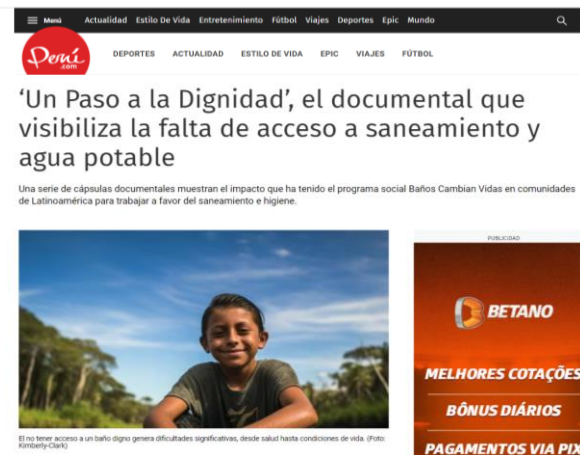 Menú Actualidad Estilo De Vida Entretenimiento Fútbol Viajes Deportes Epic Mundo
Perú
.com
DEPORTES ACTUALIDAD ESTILO DE VIDA EPIC VIAJES FÚTBOL
‘Un Paso a la Dignidad’, el documental que
visibiliza la falta de acceso a saneamiento y
agua potable
Una serie de cápsulas documentales muestran el impacto que ha tenido el programa social Baños Cambian Vidas en comunidades
de Latinoamérica para trabajar a favor del saneamiento e higiene.
PUBLICIDAD
BETANO
MELHORES COTAÇÕES
BÔNUS DIÁRIOS
PAGAMENTOS VIA PIX
El no tener acceso a un baño digno genera dificultades significativas, desde salud hasta condiciones de vida. (Foto:
Kimberly-Clark)